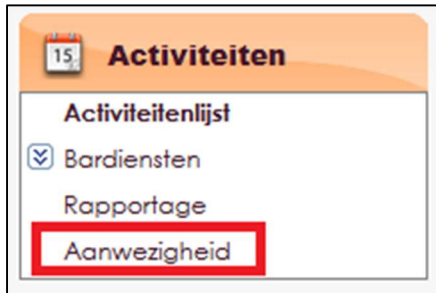 15
Activiteiten
Activiteitenlijst
Bardiensten
Rapportage
Aanwezigheid